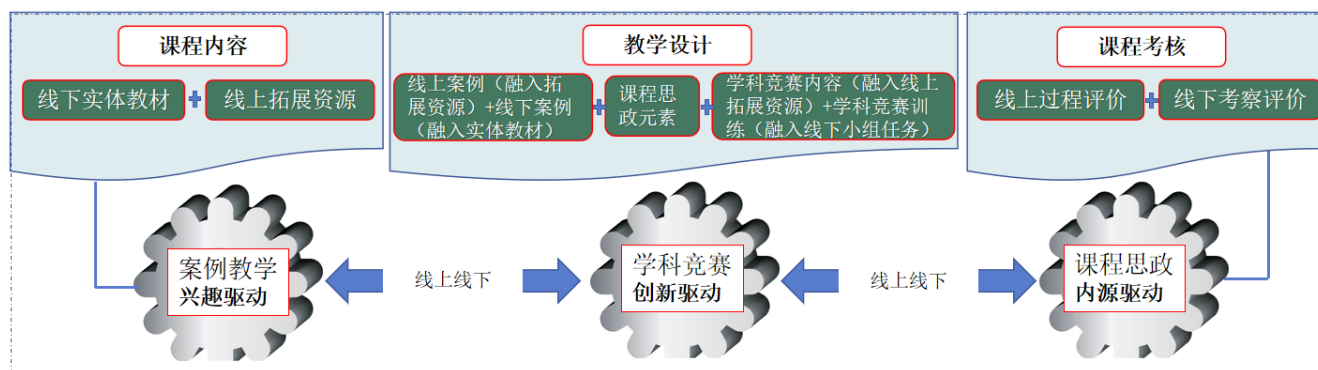 课程内容
线下实体教材
线上拓展资源
教学设计
线上案例（融入拓
展资源）+线下案例
（融入实体教材）
课程思
政元素
学科竞赛内容（融入线上
拓展资源）+学科竞赛训
练（融入线下小组任务）
课程考核
线上过程评价
线下考察评价
案例教学
兴趣驱动
线上线下
学科竞赛
创新驱动
线上线下
课程思政
内源驱动